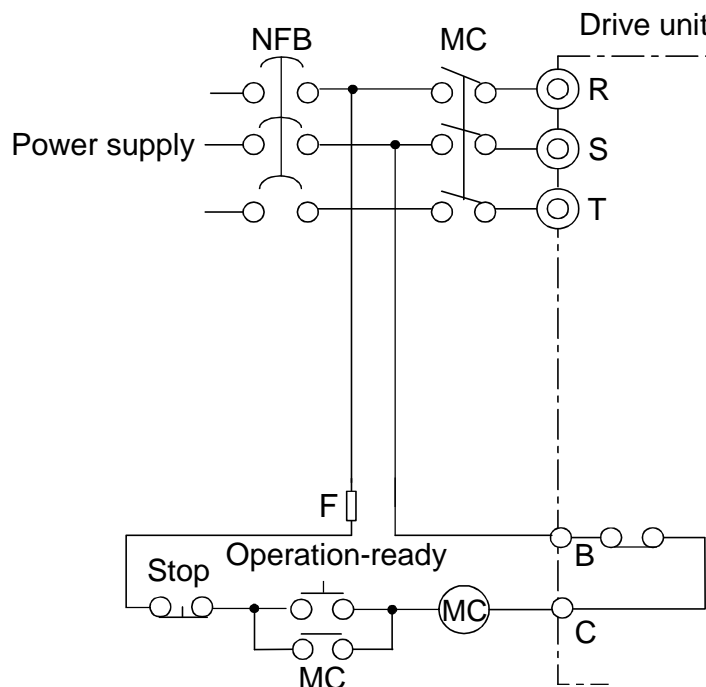 Drive unit
NFB
MC
R
Power supply
S
T
F
Operation-ready
B
Stop
MC
C
MC